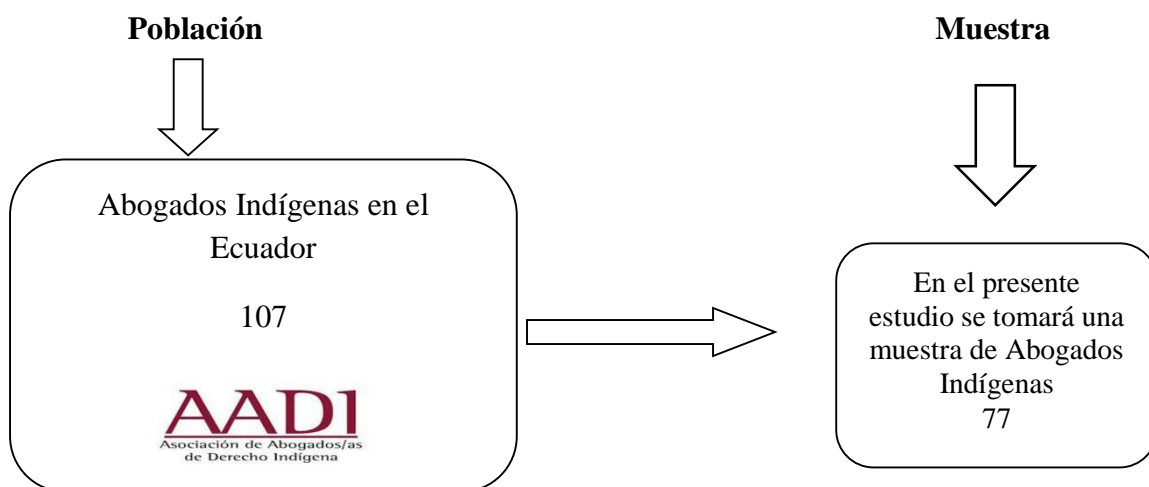 Población
Abogados Indígenas en el
Ecuador
107
AADI
Asociación de Abogados/as
de Derecho Indígena
Muestra
En el presente
estudio se tomará una
muestra de Abogados
Indígenas
77